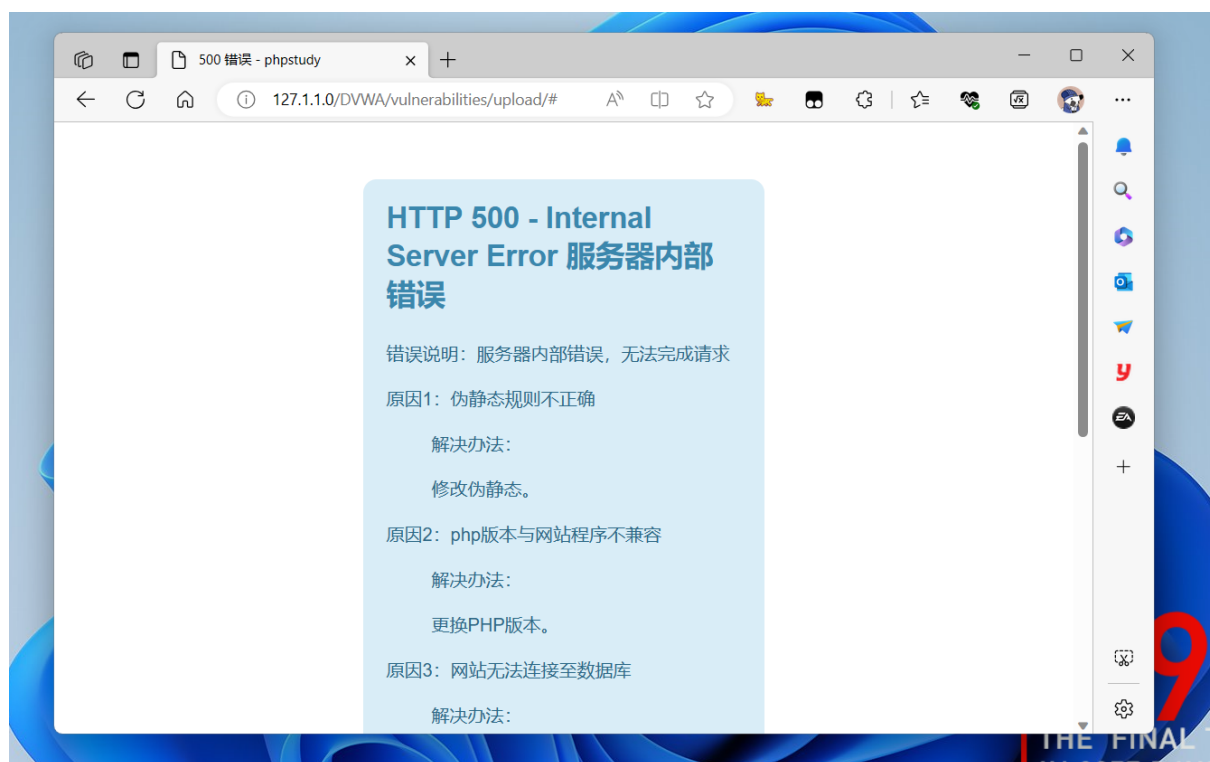 500 错误 - phpstudy
127.1.1.0/DVWA/vulnerabilities/upload/#
HTTP 500 - Internal
Server Error 服务器内部
错误
错误说明：服务器内部错误，无法完成请求
原因1：伪静态规则不正确
解决办法：
修改伪静态。
原因2：php版本与网站程序不兼容
解决办法：
更换PHP版本。
原因3：网站无法连接至数据库
解决办法：
9
THE FINAL